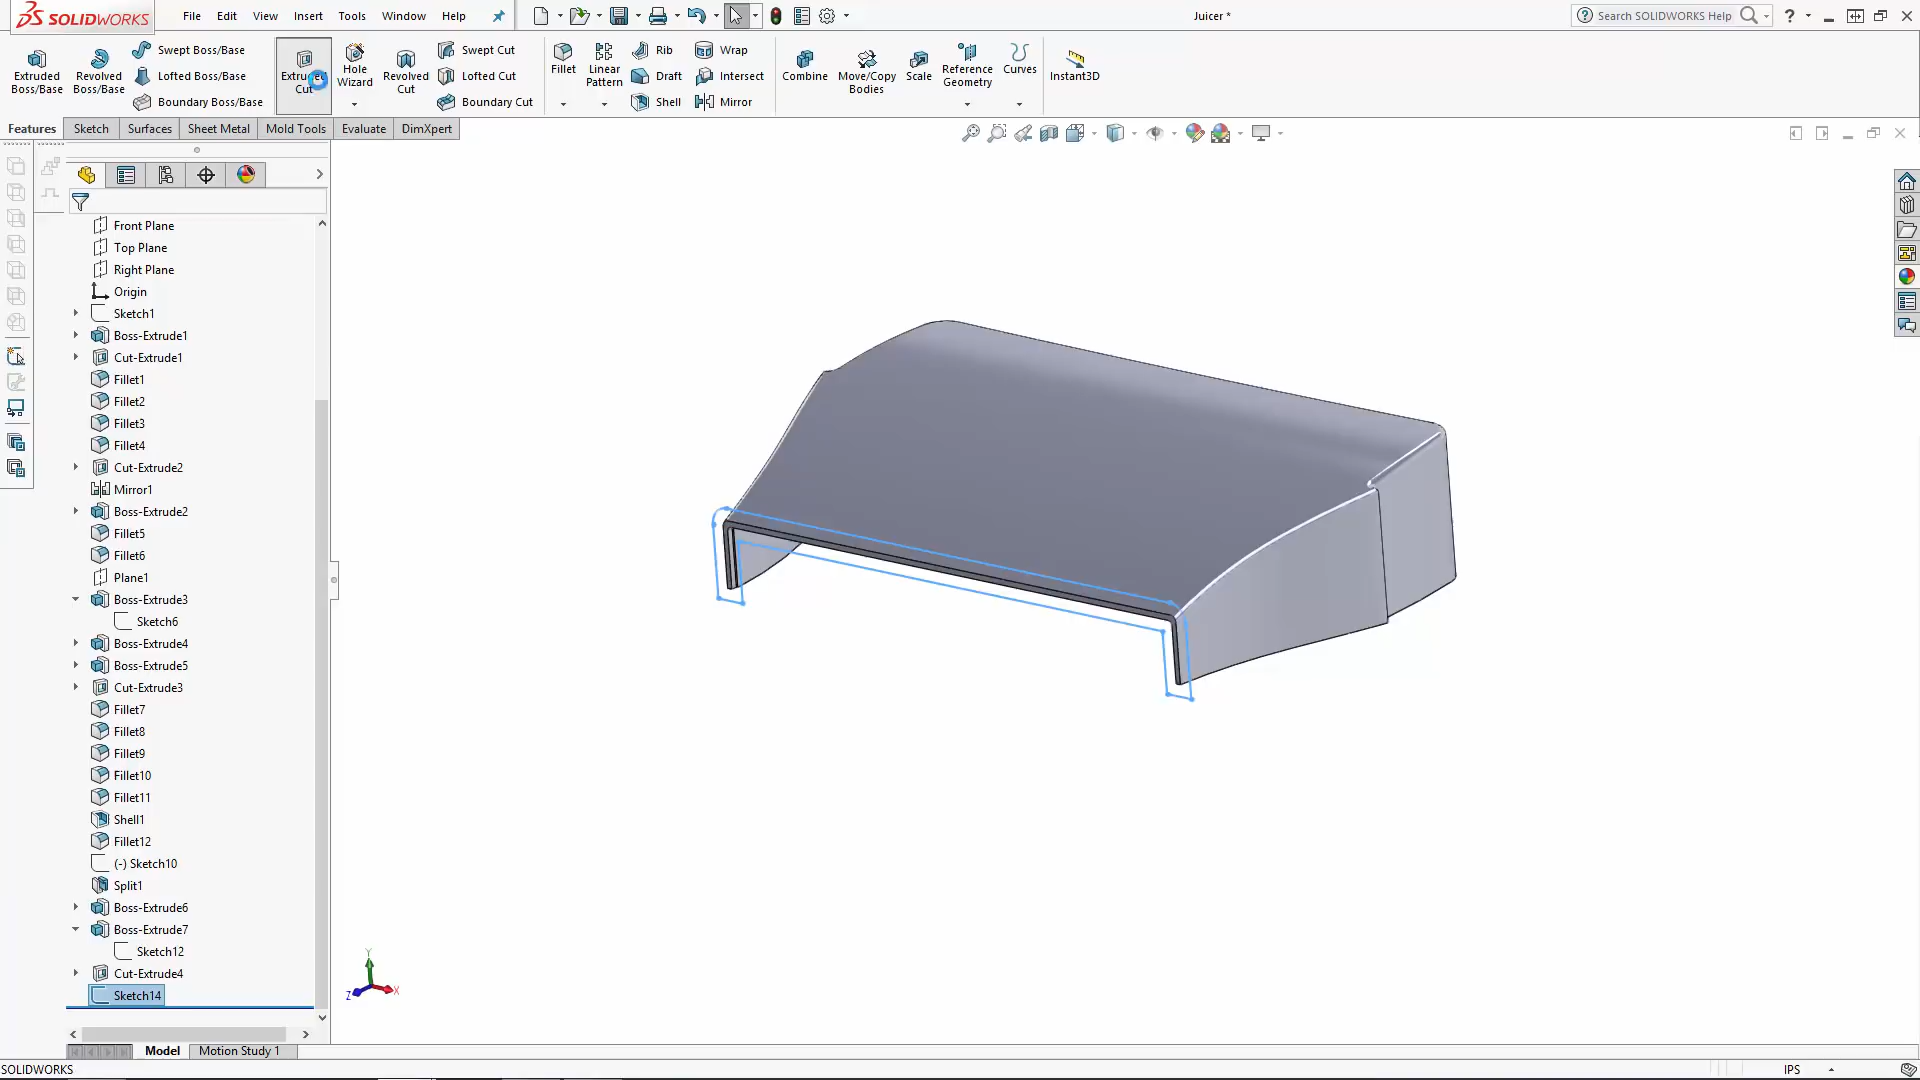 SOLIDWORKS
File
Edit
View
Insert
Tools
Window
Help
Juicer *
Search SOLIDWORKS Help
?
Extruded
Boss/Base
Revolved
Boss/Base
Swept Boss/Base
Lofted Boss/Base
Boundary Boss/Base
Extruded
Cut
Hole
Wizard
Revolved
Cut
Swept Cut
Lofted Cut
Boundary Cut
Fillet
Linear
Pattern
Rib
Draft
Shell
Wrap
Intersect
Mirror
Combine
Move/Copy
Bodies
Scale
Reference
Geometry
Curves
Instant3D
Features
Sketch
Surfaces
Sheet Metal
Mold Tools
Evaluate
DimXpert
Front Plane
Top Plane
Right Plane
Origin
Sketch1
Boss-Extrude1
Cut-Extrude1
Fillet1
Fillet2
Fillet3
Fillet4
Cut-Extrude2
Mirror1
Boss-Extrude2
Fillet5
Fillet6
Plane1
Boss-Extrude3
Sketch6
Boss-Extrude4
Boss-Extrude5
Cut-Extrude3
Fillet7
Fillet8
Fillet9
Fillet10
Fillet11
Shell1
Fillet12
(-) Sketch10
Split1
Boss-Extrude6
Boss-Extrude7
Sketch12
Cut-Extrude4
Sketch14
Y
Z
X
Model
Motion Study 1
SOLIDWORKS
IPS